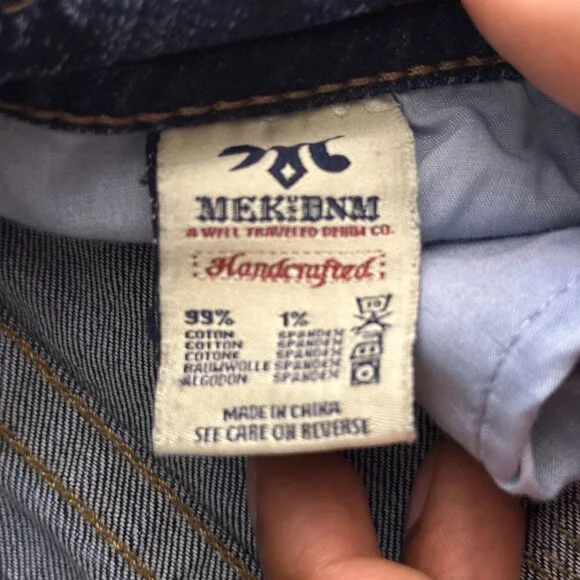 MEK DNM
A WELL TRAVELED DENIM CO.
Handcrafted
99% 1%
COTON SPANDEX
COTTON SPANDEX
COTONE SPANDEX
BAUMWOLLE SPANDEX
ALGODON SPANDEX
MADE IN CHINA
SEE CARE ON REVERSE